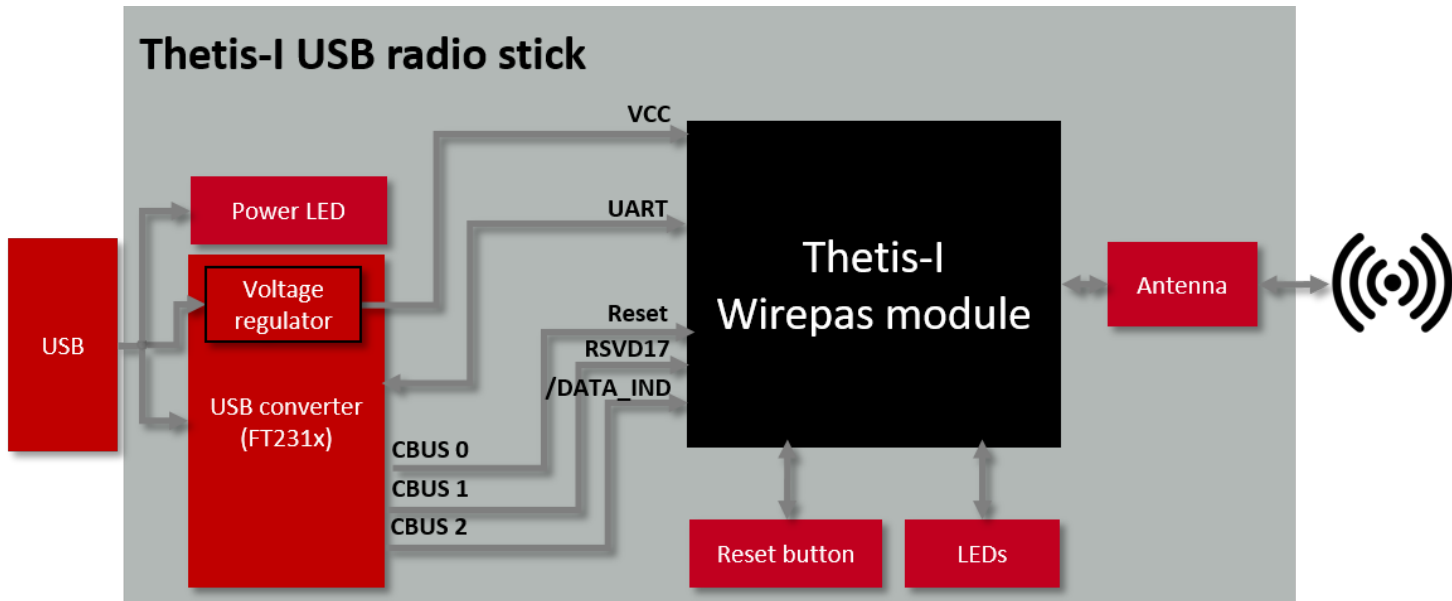 Thetis-I USB radio stick
VCC
Power LED
UART
USB
Voltage
regulator
Thetis-I
Wirepas module
Antenna
Reset
RSVD17
/DATA_IND
USB converter
(FT231x)
CBUS 0
CBUS 1
CBUS 2
Reset button
LEDs